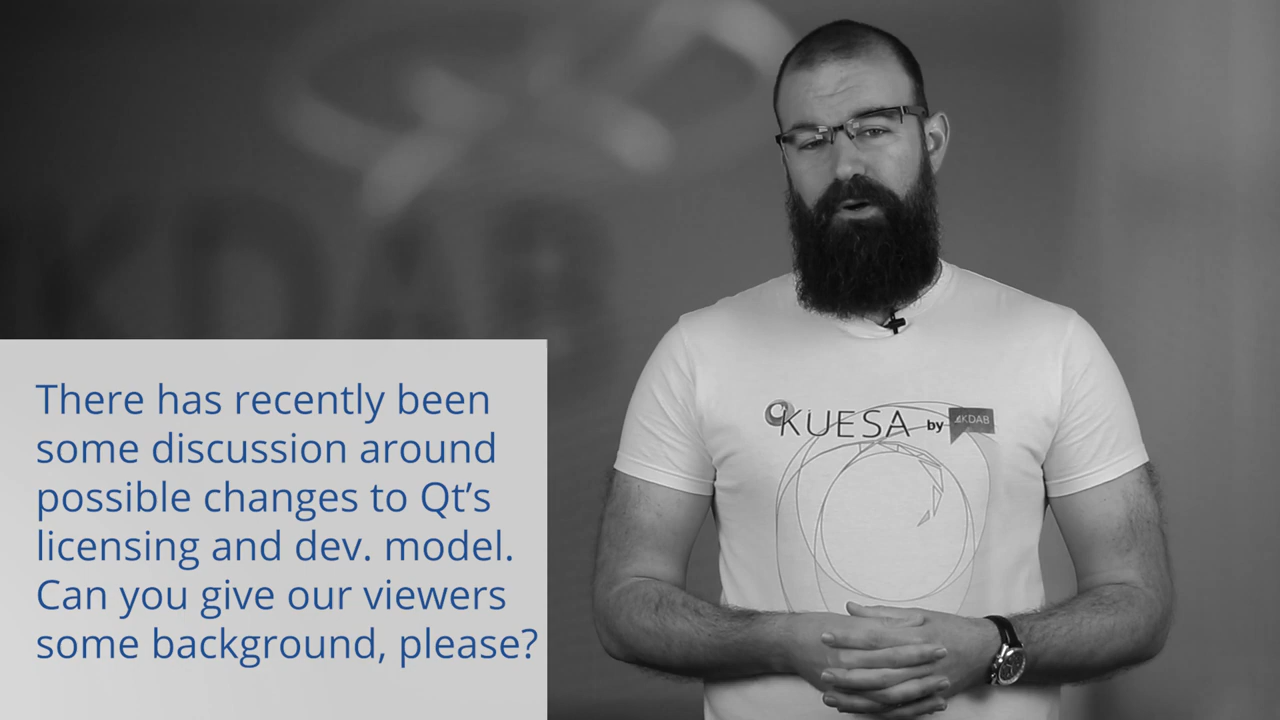 KDAB
There has recently been
some discussion around
possible changes to Qt's
licensing and dev. model.
Can you give our viewers
some background, please?
KUESA by KDAB